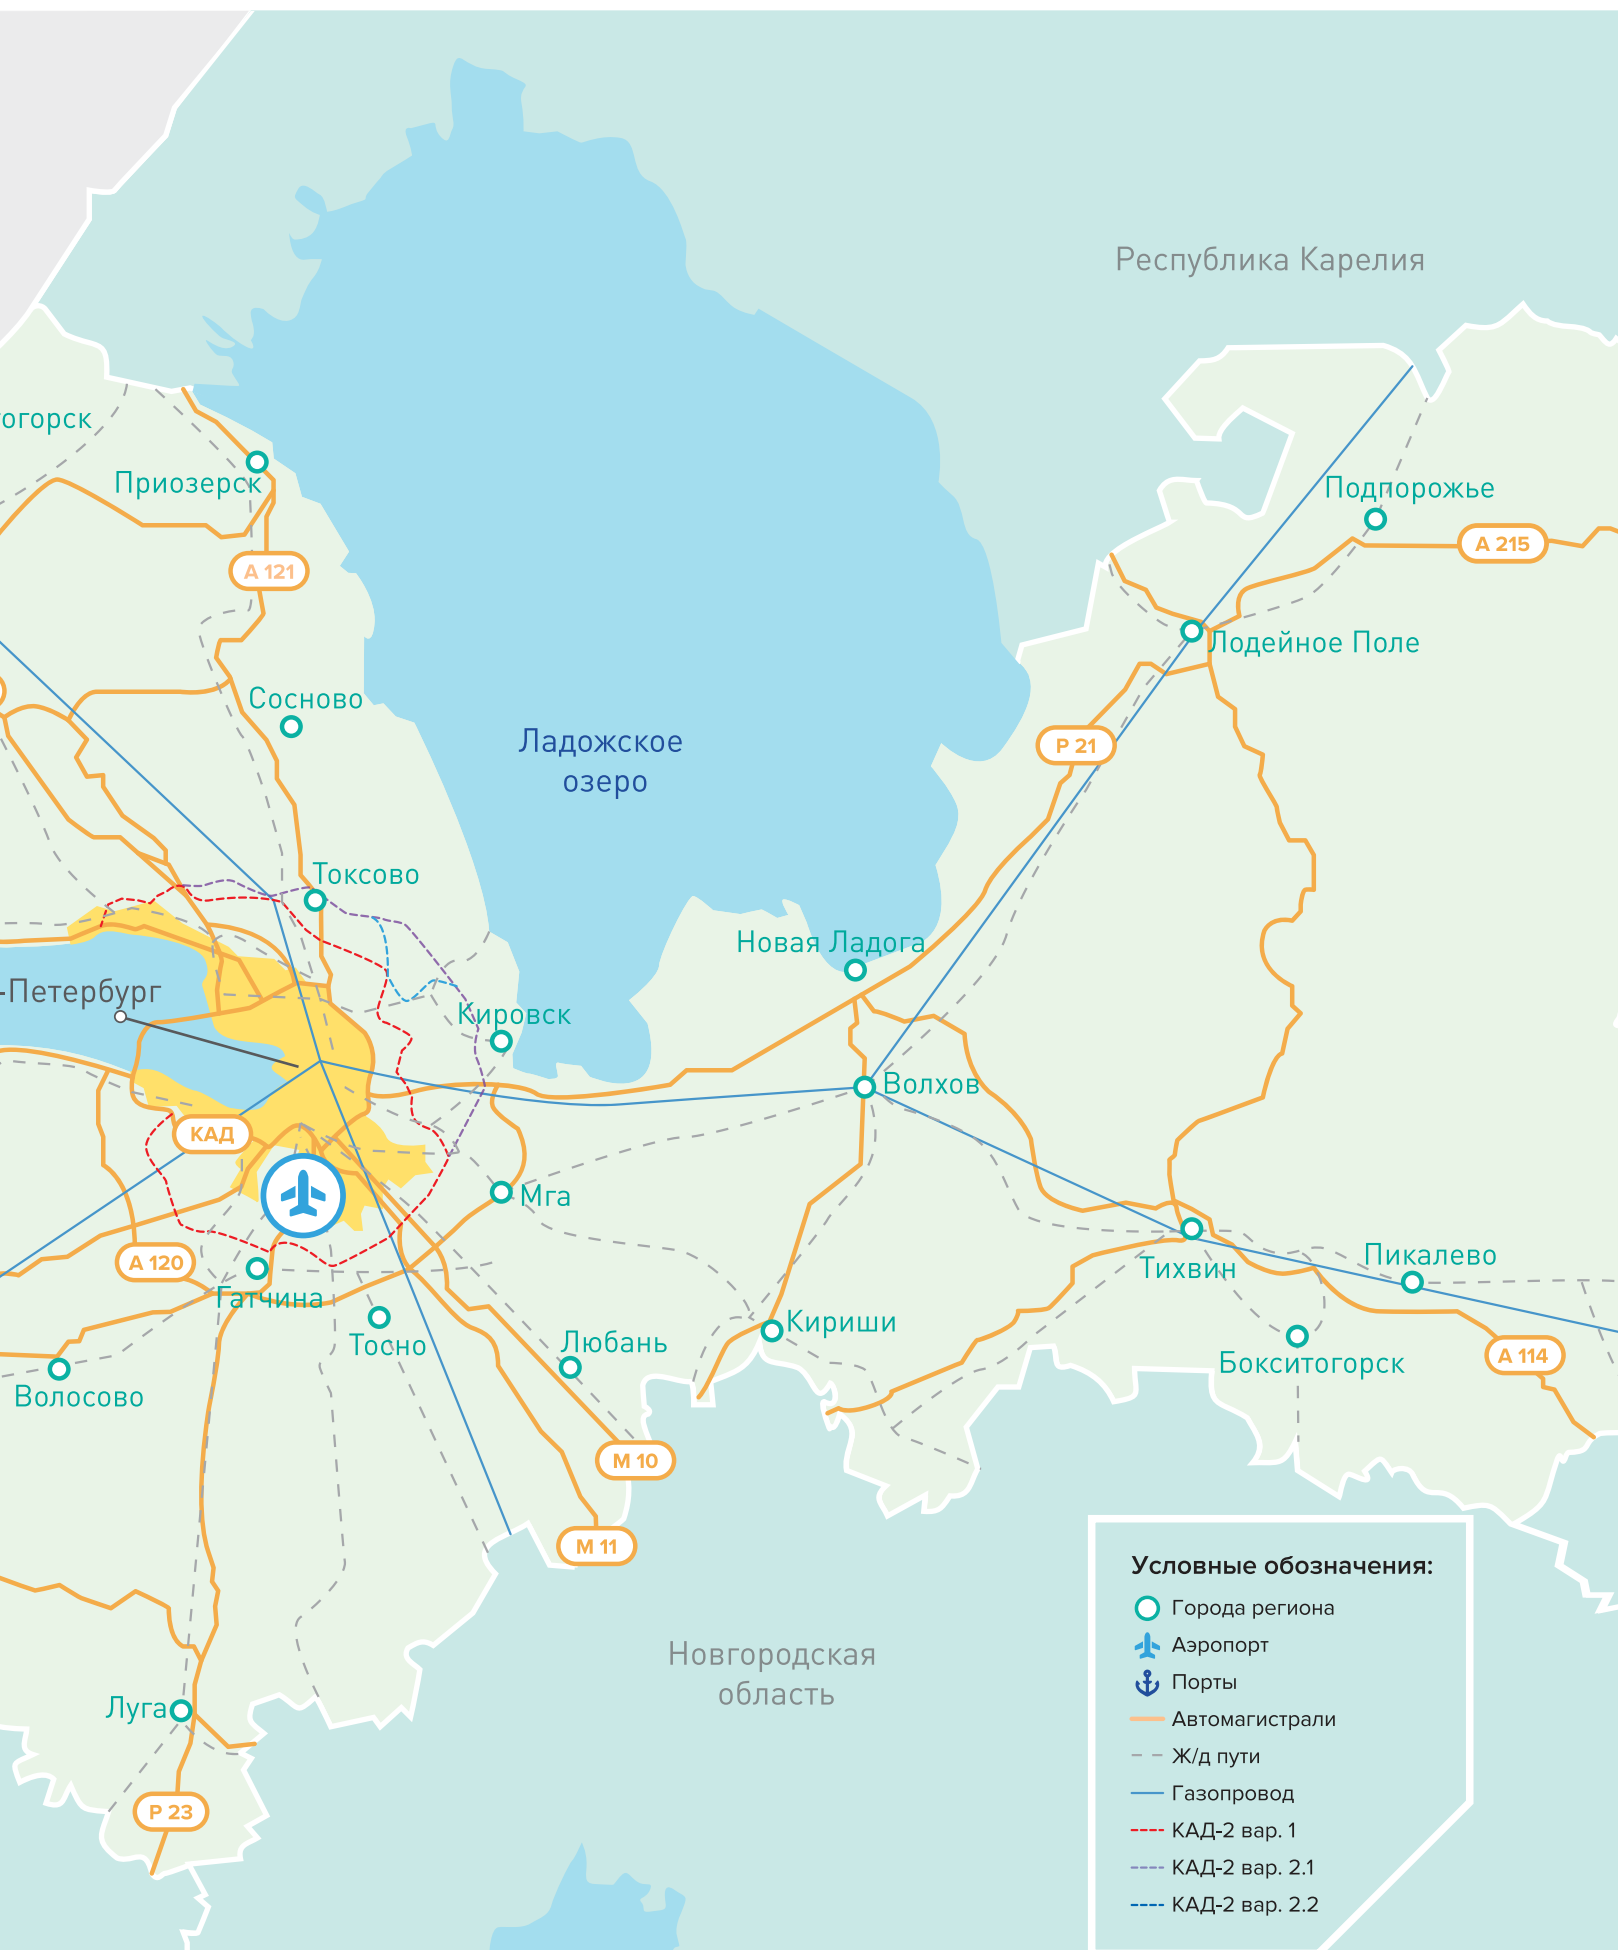 Республика Карелия
огорск
Приозерск
Подпорожье
А 215
А 121
Лодейное Поле
Сосново
Ладожское
озеро
Р 21
Токсово
Новая Ладога
-Петербург
Кировск
Волхов
КАД
Мга
А 120
Гатчина
Тихвин
Пикалево
Кириши
Тосно
Любань
Бокситогорск
А 114
Волосово
М 10
М 11
Новгородская
область
Луга
Р 23
Условные обозначения:
Города региона
Аэропорт
Порты
Автомагистрали
Ж/д пути
Газопровод
КАД-2 вар. 1
КАД-2 вар. 2.1
КАД-2 вар. 2.2